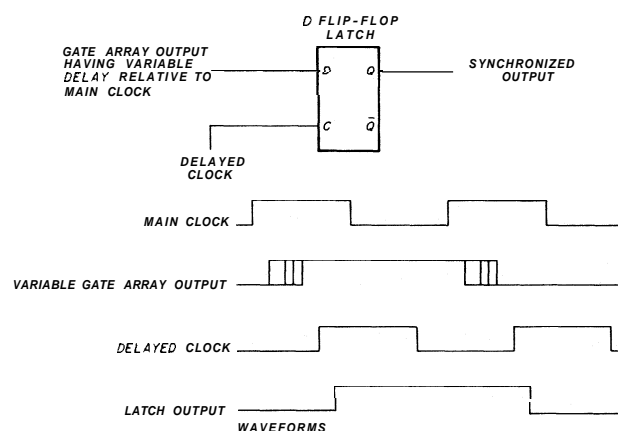 D FLIP-FLOP
LATCH
GATE ARRAY OUTPUT
HAVING VARIABLE
DELAY RELATIVE TO
MAIN CLOCK
D
Q
SYNCHRONIZED
OUTPUT
C
Q̅
DELAYED
CLOCK
MAIN CLOCK
VARIABLE GATE ARRAY OUTPUT
DELAYED CLOCK
LATCH OUTPUT
WAVEFORMS